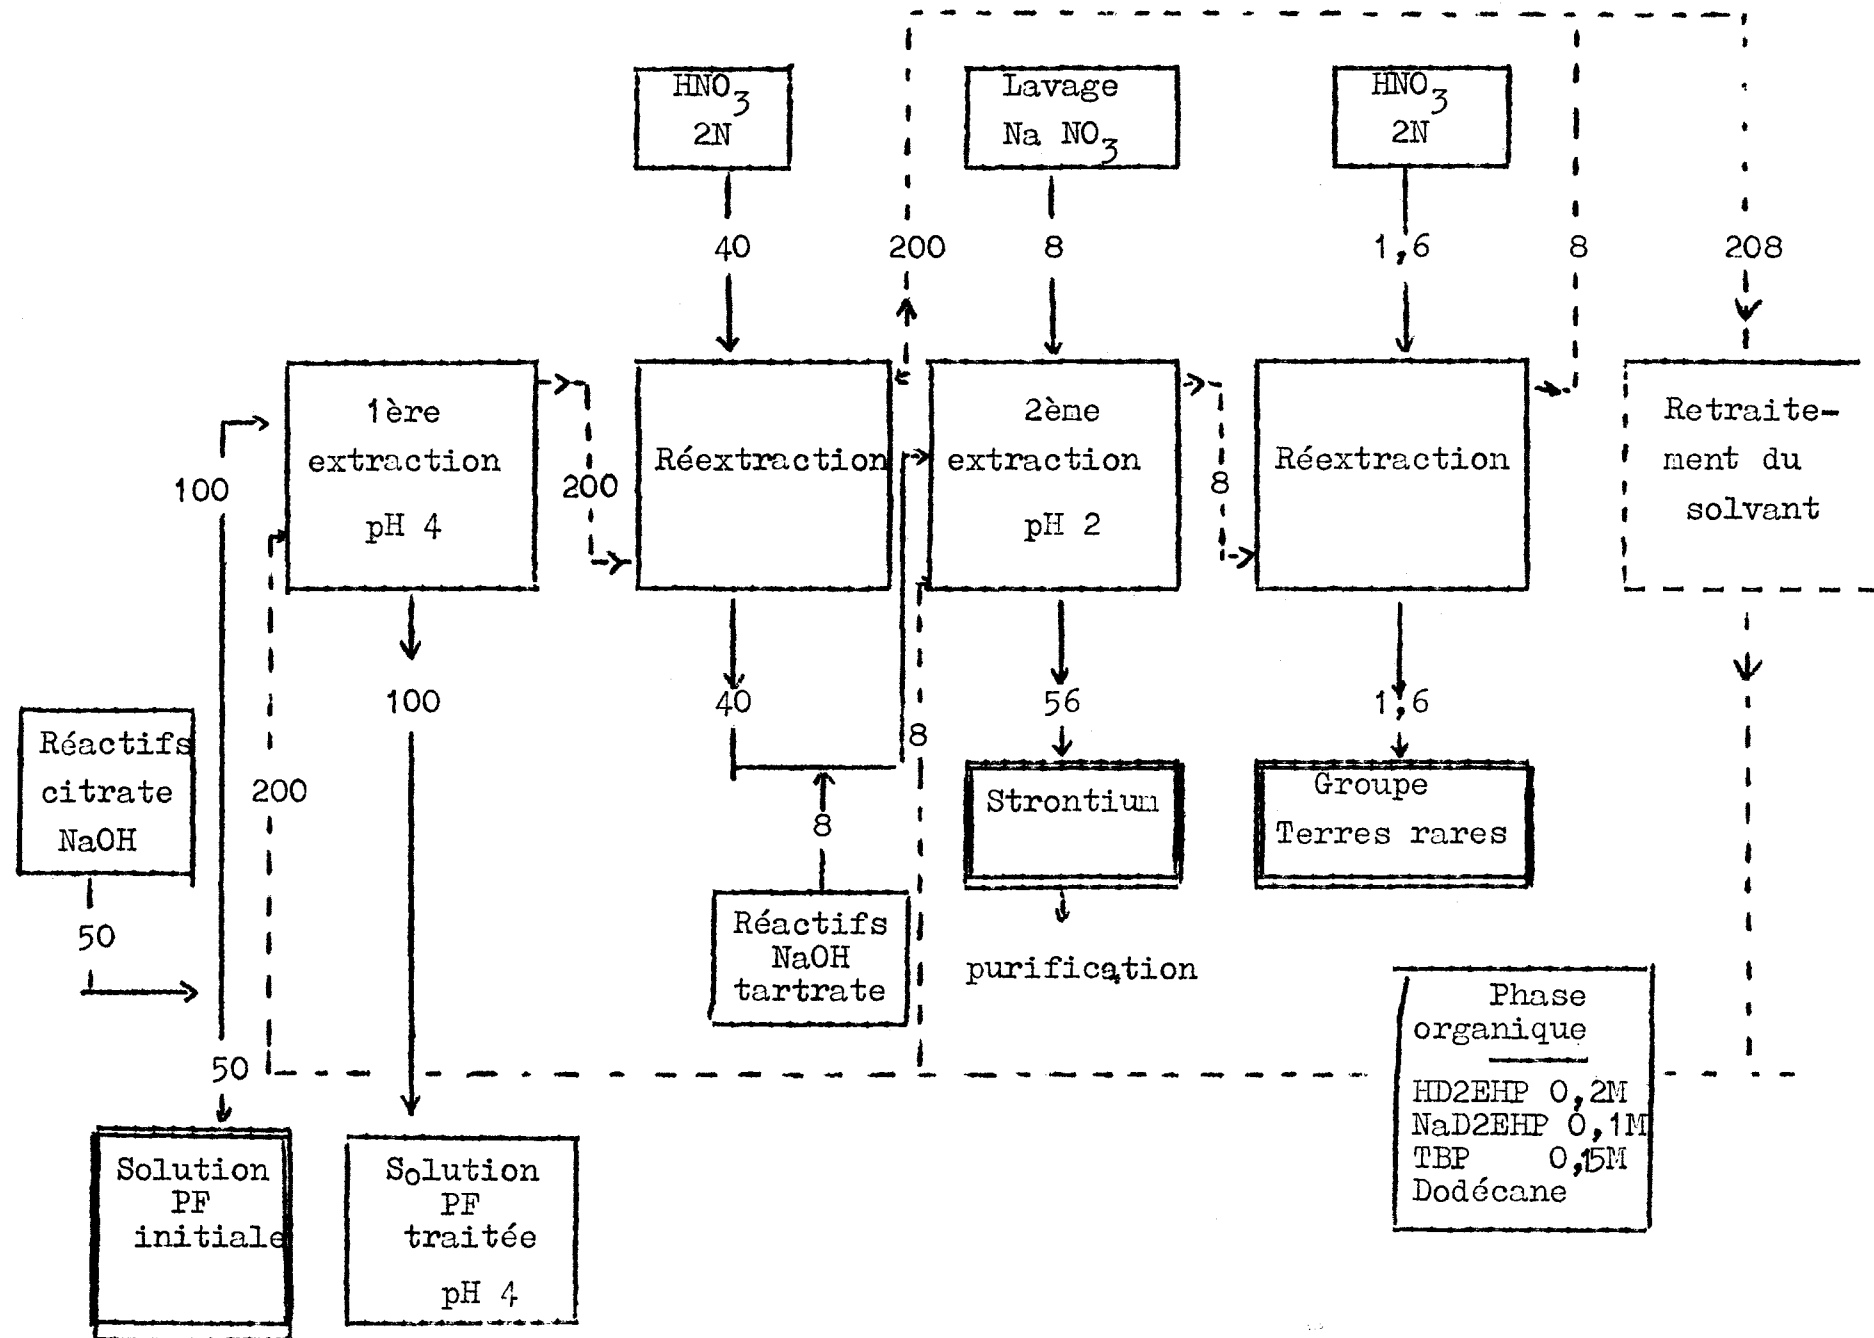 HNO3
2N
Lavage
Na NO3
HNO3
2N
40
200
8
1,6
8
208
1ère
extraction
pH 4
Réextraction
2ème
extraction
pH 2
Réextraction
Retraite-
ment du
solvant
100
200
8
100
40
56
1,6
8
Réactifs
citrate
NaOH
200
Strontium
Groupe
Terres rares
8
50
Réactifs
NaOH
tartrate
purification
Phase
organique
HD2EHP 0,2M
NaD2EHP 0,1M
TBP 0,15M
Dodécane
50
Solution
PF
initiale
Solution
PF
traitée
pH 4